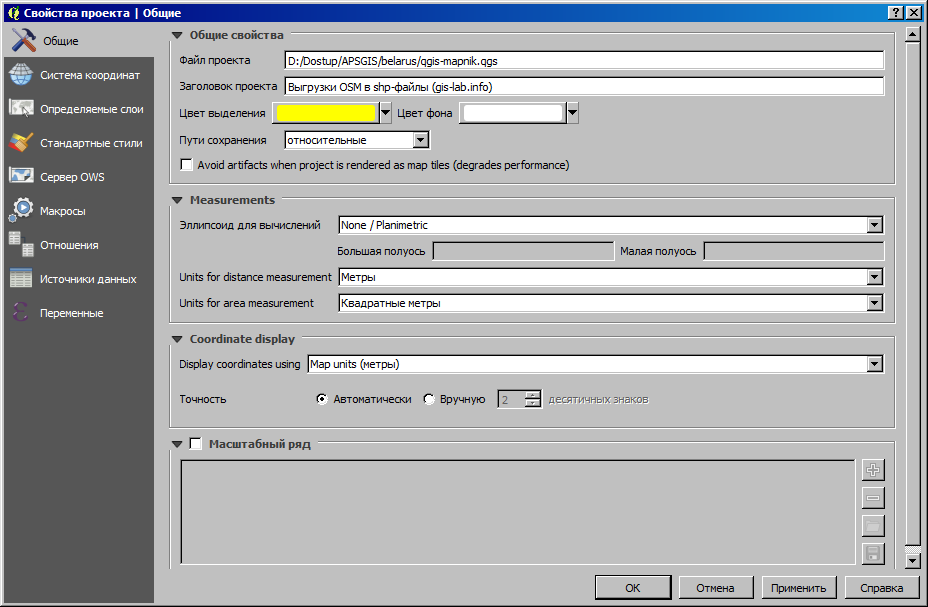 Свойства проекта | Общие
Общие
Система координат
Определяемые слои
Стандартные стили
Сервер OWS
Макросы
Отношения
Источники данных
Переменные
Общие свойства
Файл проекта D:/Dostup/APSGIS/belarus/qgis-mapnik.qgs
Заголовок проекта Выгрузки OSM в shp-файлы (gis-lab.info)
Цвет выделения Цвет фона
Пути сохранения относительные
Avoid artifacts when project is rendered as map tiles (degrades performance)
Measurements
Эллипсоид для вычислений None / Planimetric
Большая полуось Малая полуось
Units for distance measurement Метры
Units for area measurement Квадратные метры
Coordinate display
Display coordinates using Map units (метры)
Точность Автоматически Вручную 2 десятичных знаков
Масштабный ряд
OK Отмена Применить Справка